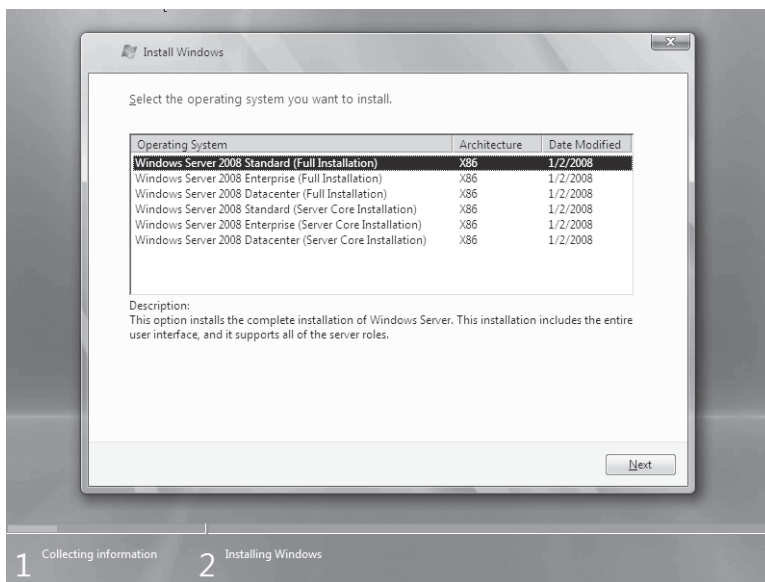 Install Windows
Select the operating system you want to install.
Operating System Architecture Date Modified
Windows Server 2008 Standard (Full Installation) X86 1/2/2008
Windows Server 2008 Enterprise (Full Installation) X86 1/2/2008
Windows Server 2008 Datacenter (Full Installation) X86 1/2/2008
Windows Server 2008 Standard (Server Core Installation) X86 1/2/2008
Windows Server 2008 Enterprise (Server Core Installation) X86 1/2/2008
Windows Server 2008 Datacenter (Server Core Installation) X86 1/2/2008
Description:
This option installs the complete installation of Windows Server. This installation includes the entire
user interface, and it supports all of the server roles.
Next
1 Collecting information 2 Installing Windows